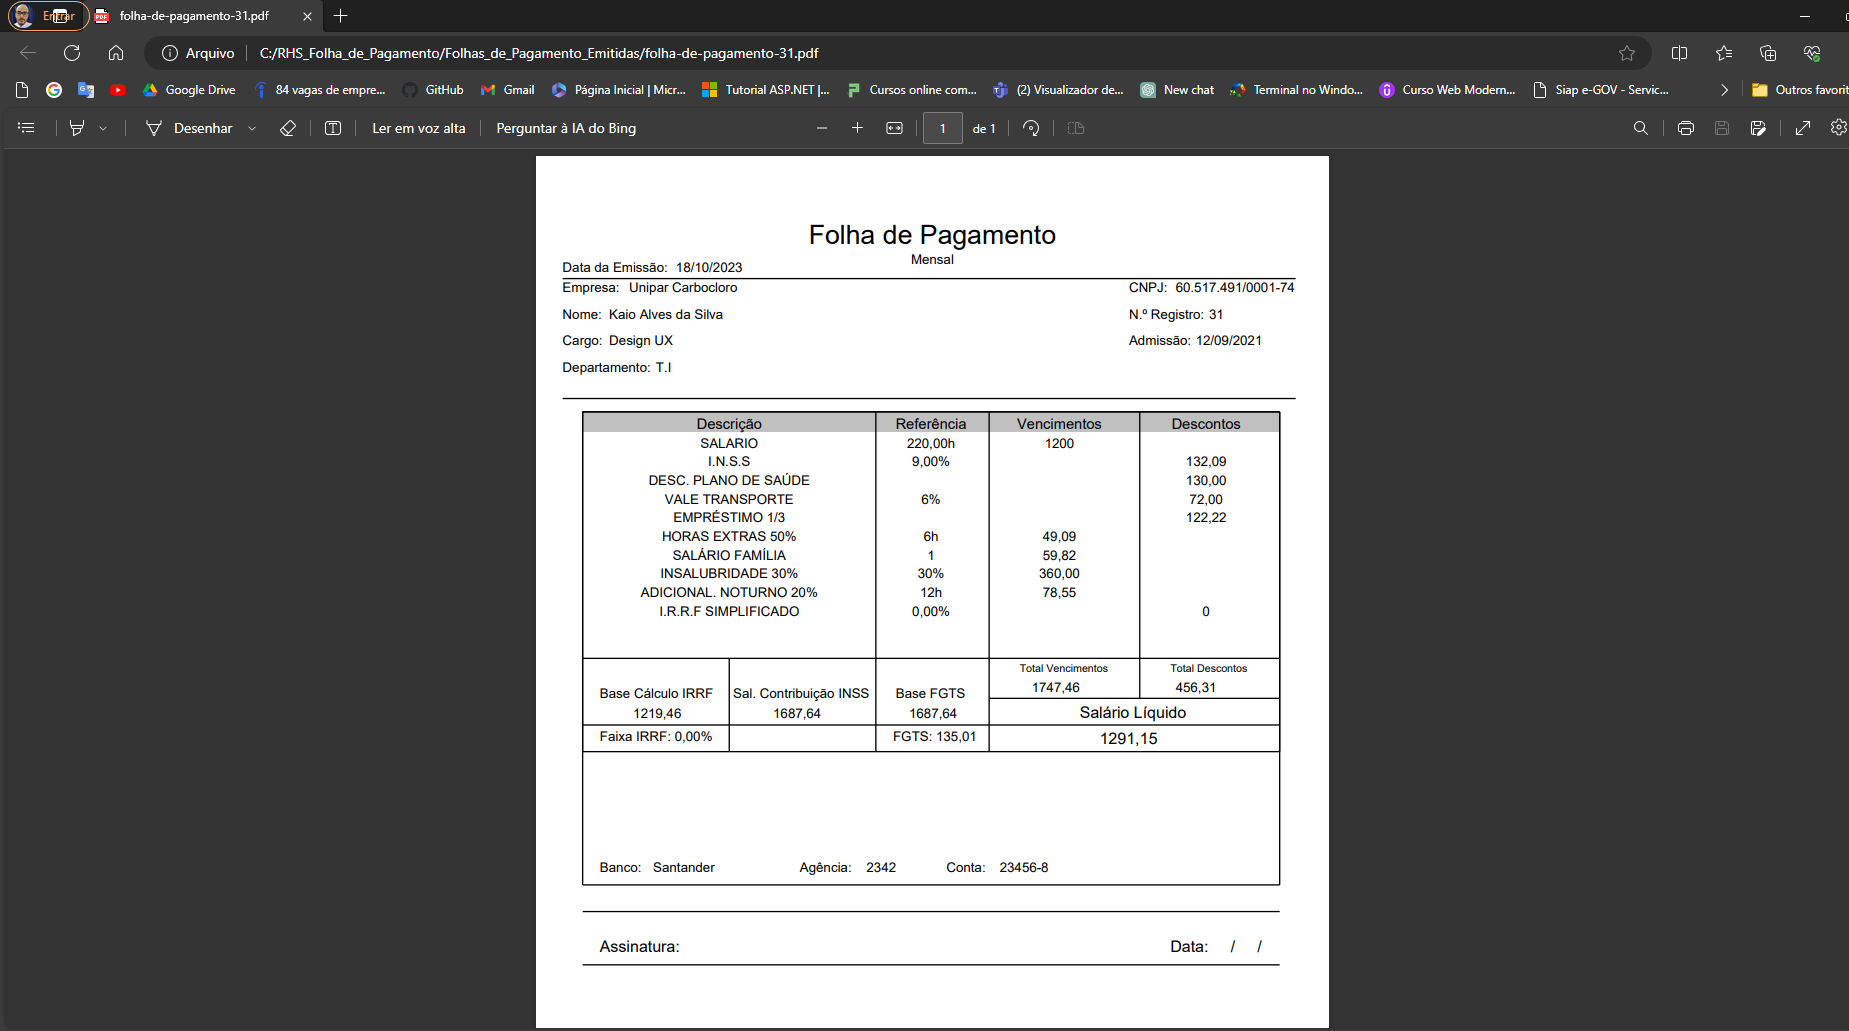 Entrar
folha-de-pagamento-31.pdf
Arquivo C:/RHS_Folha_de_Pagamento/Folhas_de_Pagamento_Emitidas/folha-de-pagamento-31.pdf
Google Drive 84 vagas de empre... GitHub Gmail Página Inicial | Micr... Tutorial ASP.NET |... Cursos online com... (2) Visualizador de... New chat Terminal no Windo... Curso Web Modern... Siap e-GOV - Servic... Outros favorit
Desenhar Ler em voz alta Perguntar à IA do Bing 1 de 1
Folha de Pagamento
Mensal
Data da Emissão: 18/10/2023
Empresa: Unipar Carbocloro CNPJ: 60.517.491/0001-74
Nome: Kaio Alves da Silva N.º Registro: 31
Cargo: Design UX Admissão: 12/09/2021
Departamento: T.I
Descrição Referência Vencimentos Descontos
SALARIO 220,00h 1200
I.N.S.S 9,00% 132,09
DESC. PLANO DE SAÚDE 130,00
VALE TRANSPORTE 6% 72,00
EMPRÉSTIMO 1/3 122,22
HORAS EXTRAS 50% 6h 49,09
SALÁRIO FAMÍLIA 1 59,82
INSALUBRIDADE 30% 30% 360,00
ADICIONAL. NOTURNO 20% 12h 78,55
I.R.R.F SIMPLIFICADO 0,00% 0
Total Vencimentos Total Descontos
1747,46 456,31
Base Cálculo IRRF Sal. Contribuição INSS Base FGTS
1219,46 1687,64 1687,64 Salário Líquido
Faixa IRRF: 0,00% FGTS: 135,01 1291,15
Banco: Santander Agência: 2342 Conta: 23456-8
Assinatura: Data: / /